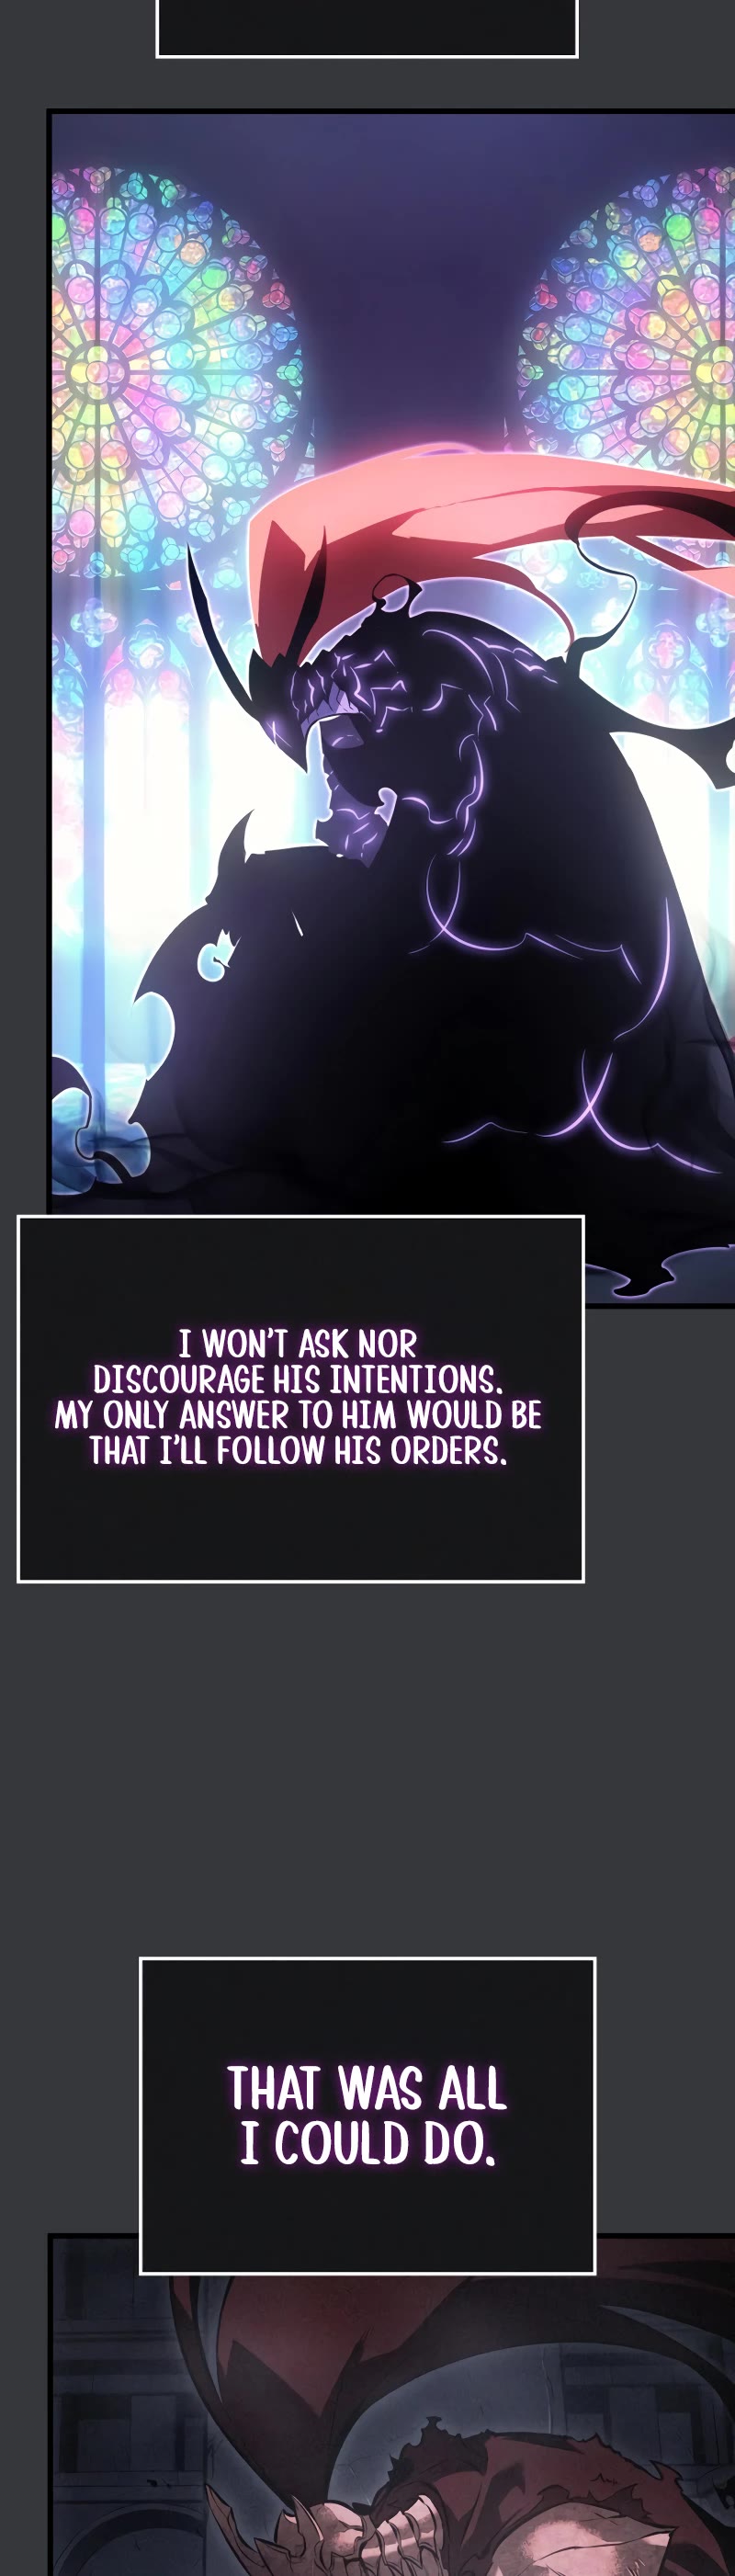 I WON'T ASK NOR
DISCOURAGE HIS INTENTIONS.
MY ONLY ANSWER TO HIM WOULD BE
THAT I'LL FOLLOW HIS ORDERS.
THAT WAS ALL
I COULD DO.